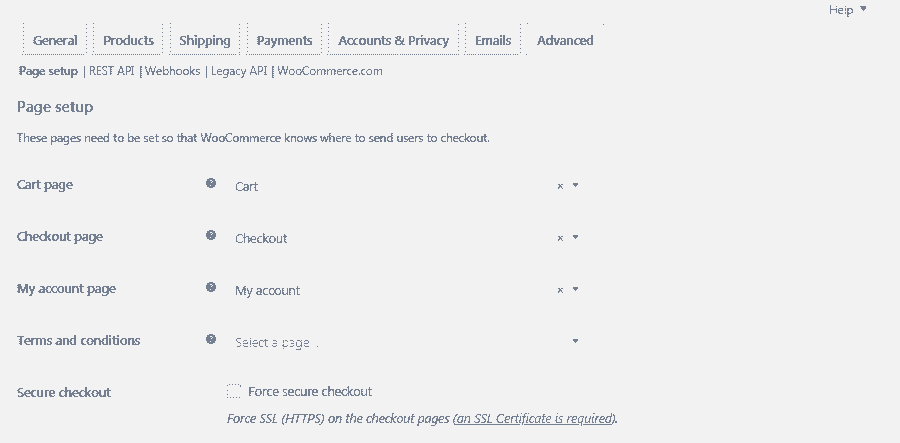 Help
General Products Shipping Payments Accounts & Privacy Emails Advanced
Page setup | REST API | Webhooks | Legacy API | WooCommerce.com
Page setup
These pages need to be set so that WooCommerce knows where to send users to checkout.
Cart page Cart ×
Checkout page Checkout ×
My account page My account ×
Terms and conditions Select a page...
Secure checkout Force secure checkout
Force SSL (HTTPS) on the checkout pages (an SSL Certificate is required).